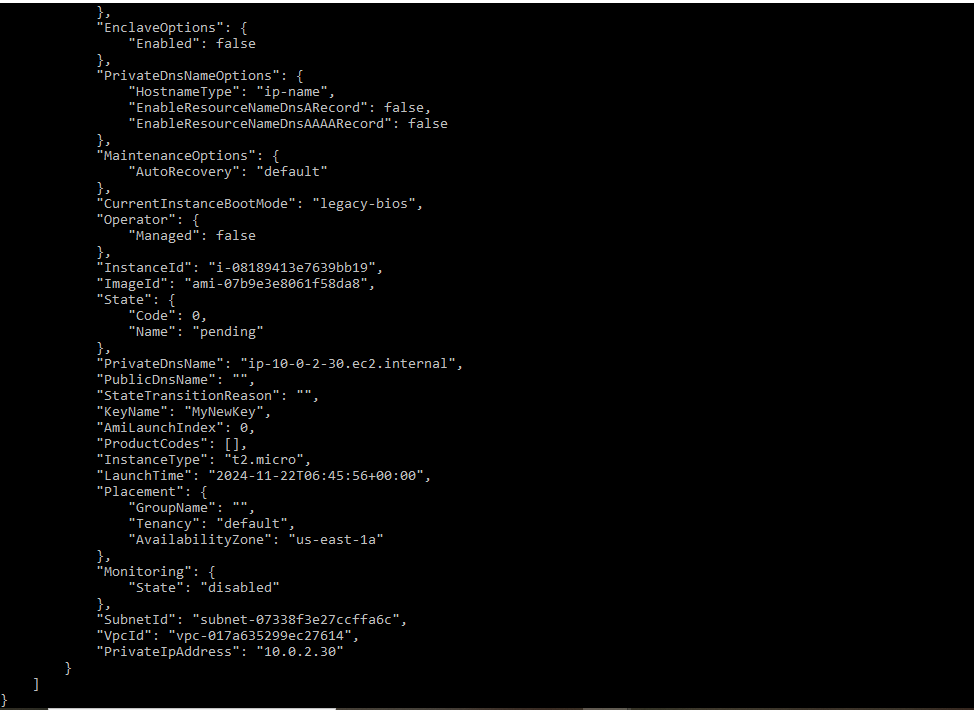 },
"EnclaveOptions": {
"Enabled": false
},
"PrivateDnsNameOptions": {
"HostnameType": "ip-name",
"EnableResourceNameDnsARecord": false,
"EnableResourceNameDnsAAAARecord": false
},
"MaintenanceOptions": {
"AutoRecovery": "default"
},
"CurrentInstanceBootMode": "legacy-bios",
"Operator": {
"Managed": false
},
"InstanceId": "i-08189413e7639bb19",
"ImageId": "ami-07b9e3e8061f58da8",
"State": {
"Code": 0,
"Name": "pending"
},
"PrivateDnsName": "ip-10-0-2-30.ec2.internal",
"PublicDnsName": "",
"StateTransitionReason": "",
"KeyName": "MyNewKey",
"AmiLaunchIndex": 0,
"ProductCodes": [],
"InstanceType": "t2.micro",
"LaunchTime": "2024-11-22T06:45:56+00:00",
"Placement": {
"GroupName": "",
"Tenancy": "default",
"AvailabilityZone": "us-east-1a"
},
"Monitoring": {
"State": "disabled"
},
"SubnetId": "subnet-07338f3e27ccffa6c",
"VpcId": "vpc-017a635299ec27614",
"PrivateIpAddress": "10.0.2.30"
}
]
}